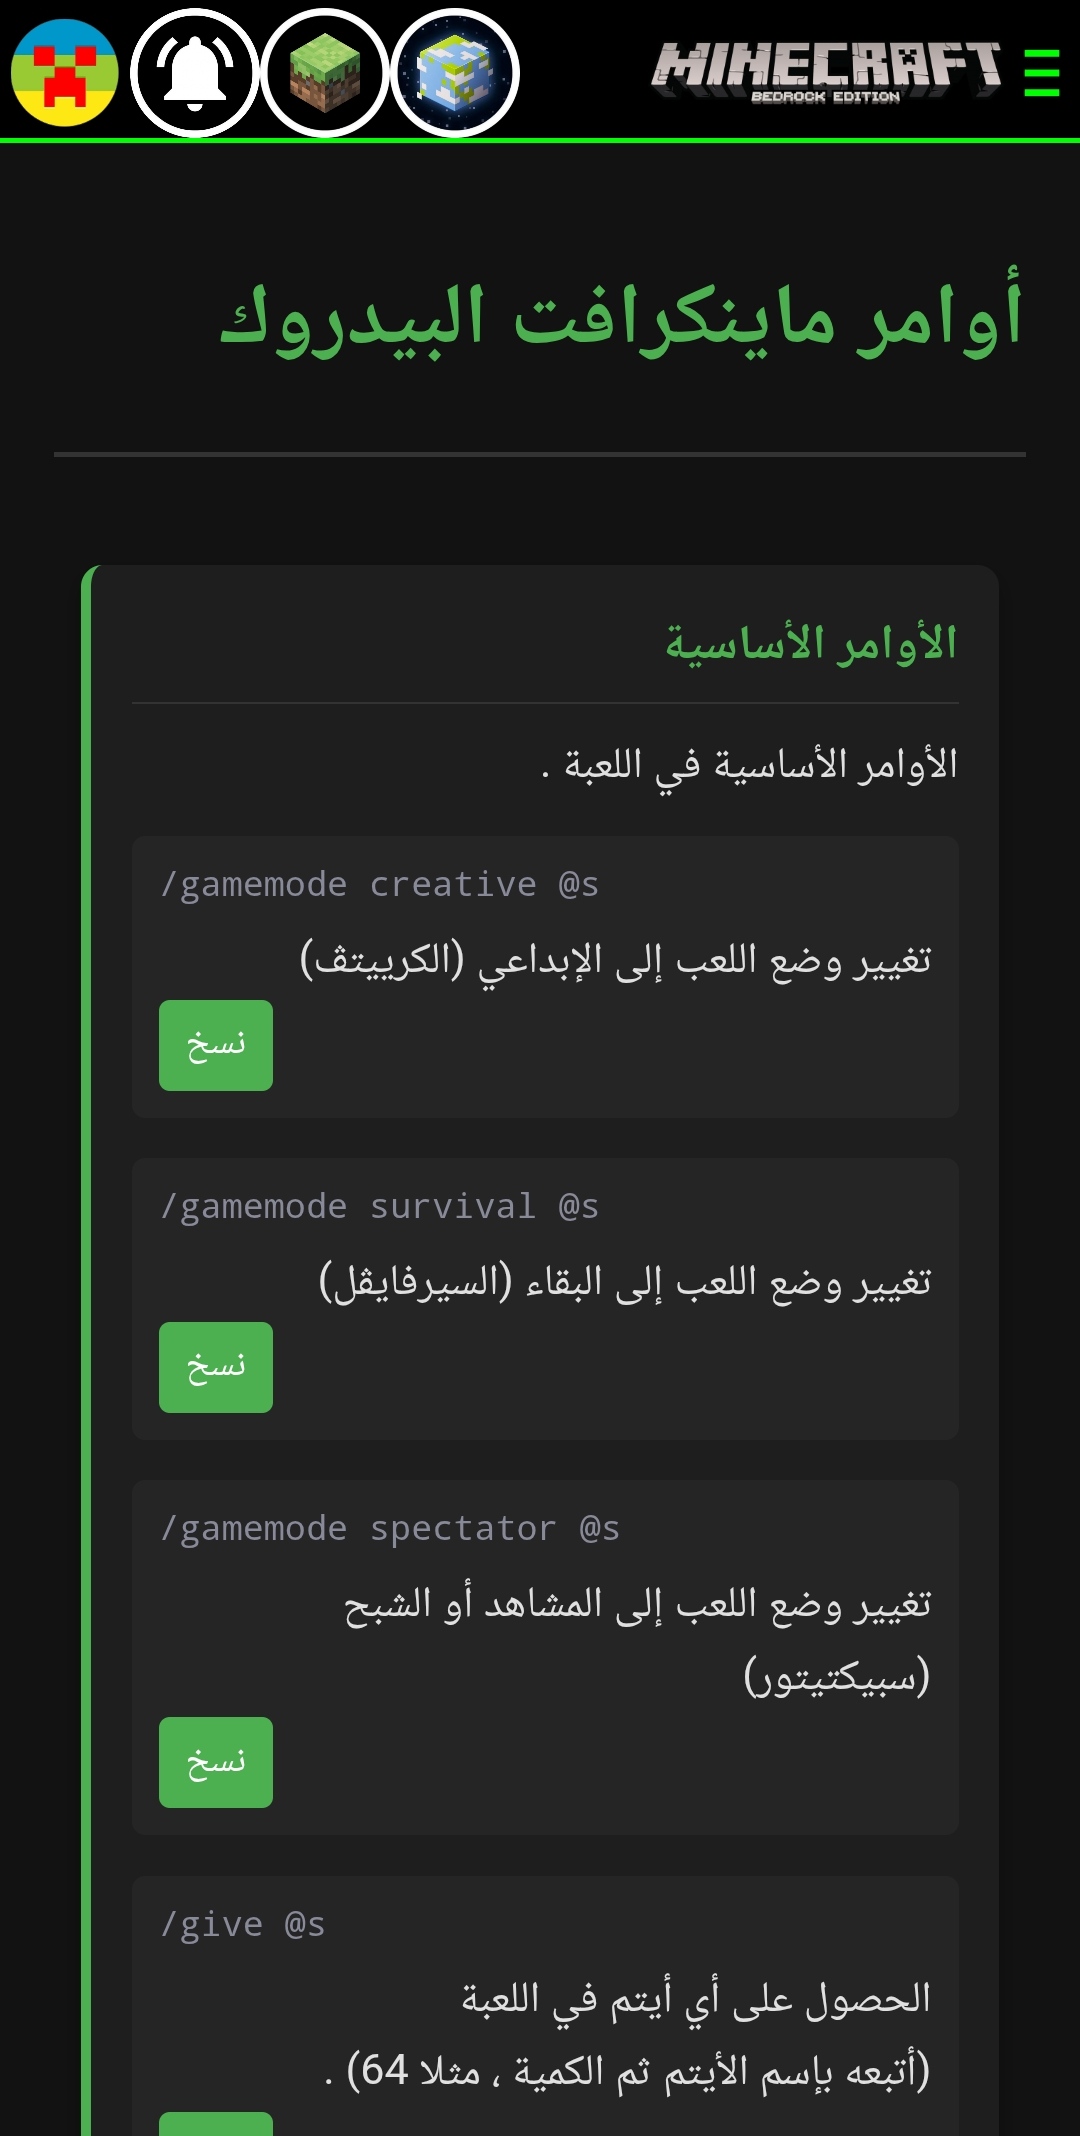 MINECRAFT
BEDROCK EDITION
أوامر ماينكرافت البيدروك
الأوامر الأساسية
الأوامر الأساسية في اللعبة .
/gamemode creative @s
تغيير وضع اللعب إلى الإبداعي (الكرييتڤ)
نسخ
/gamemode survival @s
تغيير وضع اللعب إلى البقاء (السيرفايڤل)
نسخ
/gamemode spectator @s
تغيير وضع اللعب إلى المشاهد أو الشبح
(سبيكتيتور)
نسخ
/give @s
الحصول على أي أيتم في اللعبة
(أتبعه بإسم الأيتم ثم الكمية ، مثلا 64) .